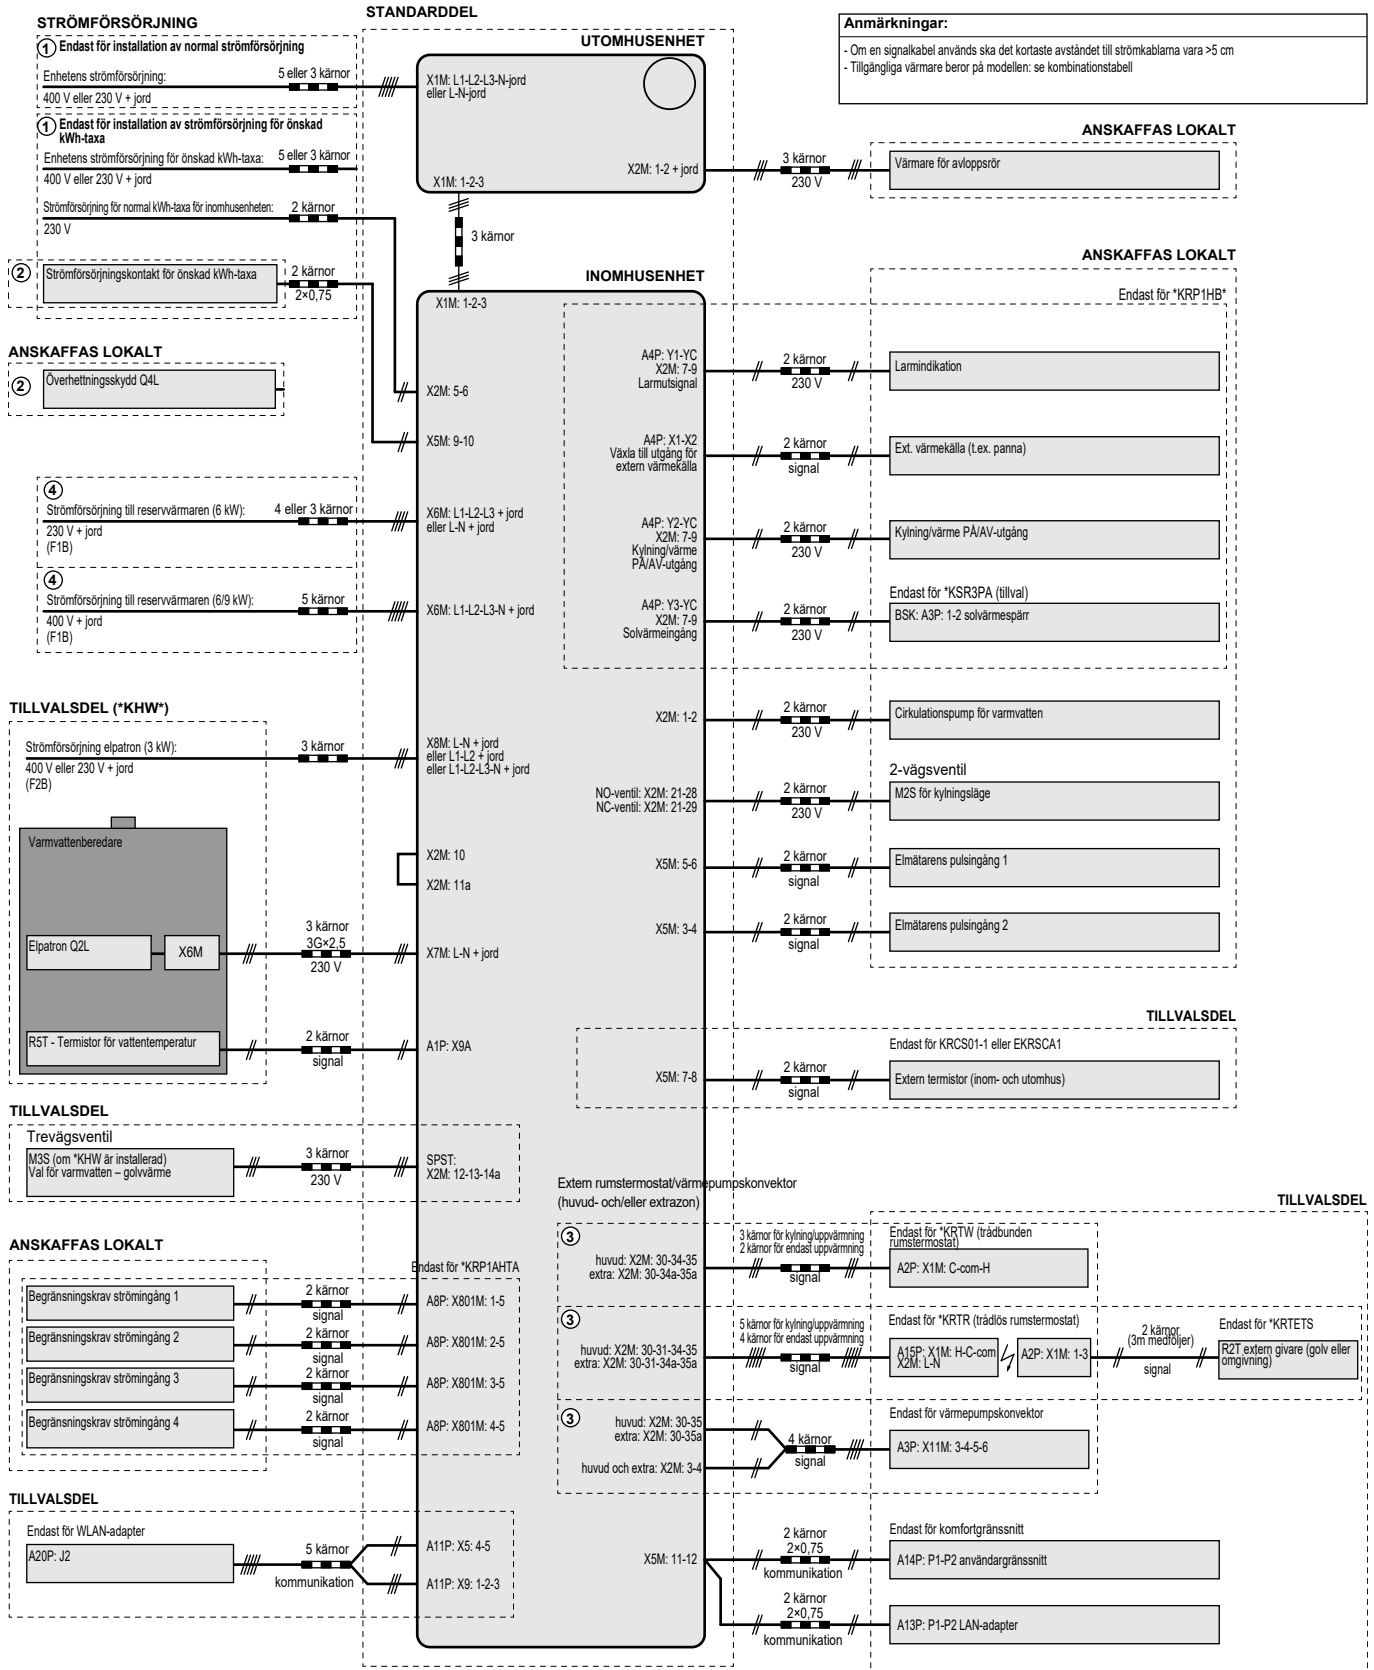 STRÖMFÖRSÖRJNING
1 Endast för installation av normal strömförsörjning
Enhetens strömförsörjning:
5 eller 3 kärnor
400 V eller 230 V + jord
1 Endast för installation av strömförsörjning för önskad
kWh-taxa
Enhetens strömförsörjning för önskad kWh-taxa:
5 eller 3 kärnor
400 V eller 230 V + jord
Strömförsörjning för normal kWh-taxa för inomhusenheten:
2 kärnor
230 V
2
Strömförsörjningskontakt för önskad kWh-taxa
2 kärnor
2×0,75
ANSKAFFAS LOKALT
2
Överhettningsskydd Q4L
4
Strömförsörjning till reservvärmaren (6 kW):
4 eller 3 kärnor
230 V + jord
(F1B)
4
Strömförsörjning till reservvärmaren (6/9 kW):
5 kärnor
400 V + jord
(F1B)
TILLVALSDEL (*KHW*)
Strömförsörjning elpatron (3 kW):
3 kärnor
400 V eller 230 V + jord
(F2B)
Varmvattenberedare
Elpatron Q2L
X6M
3 kärnor
3G×2,5
230 V
R5T - Termistor för vattentemperatur
2 kärnor
signal
TILLVALSDEL
Trevägsventil
M3S (om *KHW är installerad)
Val för varmvatten – golvvärme
3 kärnor
230 V
ANSKAFFAS LOKALT
Endast för *KRP1AHTA
Begränsningskrav strömingång 1
2 kärnor
signal
Begränsningskrav strömingång 2
2 kärnor
signal
Begränsningskrav strömingång 3
2 kärnor
signal
Begränsningskrav strömingång 4
2 kärnor
signal
TILLVALSDEL
Endast för WLAN-adapter
A20P: J2
5 kärnor
kommunikation
STANDARDDEL
UTOMHUSENHET
X1M: L1-L2-L3-N-jord
eller L-N-jord
X2M: 1-2 + jord
X1M: 1-2-3
3 kärnor
INOMHUSENHET
X1M: 1-2-3
X2M: 5-6
X5M: 9-10
X6M: L1-L2-L3 + jord
eller L-N + jord
X6M: L1-L2-L3-N + jord
X8M: L-N + jord
eller L1-L2 + jord
eller L1-L2-L3-N + jord
X2M: 10
X2M: 11a
X7M: L-N + jord
A1P: X9A
SPST:
X2M: 12-13-14a
A8P: X801M: 1-5
A8P: X801M: 2-5
A8P: X801M: 3-5
A8P: X801M: 4-5
A11P: X5: 4-5
A11P: X9: 1-2-3
Anmärkningar:
- Om en signalkabel används ska det kortaste avståndet till strömkablarna vara >5 cm
- Tillgängliga värmare beror på modellen: se kombinationstabell
ANSKAFFAS LOKALT
3 kärnor
230 V
Värmare för avloppsrör
ANSKAFFAS LOKALT
Endast för *KRP1HB*
A4P: Y1-YC
X2M: 7-9
Larmutsignal
2 kärnor
230 V
Larmindikation
A4P: X1-X2
Växla till utgång för
extern värmekälla
2 kärnor
signal
Ext. värmekälla (t.ex. panna)
A4P: Y2-YC
X2M: 7-9
Kylning/värme
PÅ/AV-utgång
2 kärnor
230 V
Kylning/värme PÅ/AV-utgång
Endast för *KSR3PA (tillval)
A4P: Y3-YC
X2M: 7-9
Solvärmeingång
2 kärnor
230 V
BSK: A3P: 1-2 solvärmespärr
X2M: 1-2
2 kärnor
230 V
Cirkulationspump för varmvatten
2-vägsventil
NO-ventil: X2M: 21-28
NC-ventil: X2M: 21-29
2 kärnor
230 V
M2S för kylningsläge
X5M: 5-6
2 kärnor
signal
Elmätarens pulsingång 1
X5M: 3-4
2 kärnor
signal
Elmätarens pulsingång 2
TILLVALSDEL
Endast för KRCS01-1 eller EKRSCA1
X5M: 7-8
2 kärnor
signal
Extern termistor (inom- och utomhus)
Extern rumstermostat/värmepumpskonvektor
(huvud- och/eller extrazon)
TILLVALSDEL
3
huvud: X2M: 30-34-35
extra: X2M: 30-34a-35a
3 kärnor för kylning/uppvärmning
2 kärnor för endast uppvärmning
signal
Endast för *KRTW (trådbunden
rumstermostat)
A2P: X1M: C-com-H
3
huvud: X2M: 30-31-34-35
extra: X2M: 30-31-34a-35a
5 kärnor för kylning/uppvärmning
4 kärnor för endast uppvärmning
signal
Endast för *KRTR (trådlös rumstermostat)
A15P: X1M: H-C-com
X2M: L-N
A2P: X1M: 1-3
2 kärnor
(3m medföljer)
signal
Endast för *KRTETS
R2T extern givare (golv eller
omgivning)
3
huvud: X2M: 30-35
extra: X2M: 30-35a
huvud och extra: X2M: 3-4
4 kärnor
signal
Endast för värmepumpskonvektor
A3P: X11M: 3-4-5-6
X5M: 11-12
2 kärnor
2×0,75
kommunikation
Endast för komfortgränssnitt
A14P: P1-P2 användargränssnitt
2 kärnor
2×0,75
kommunikation
A13P: P1-P2 LAN-adapter